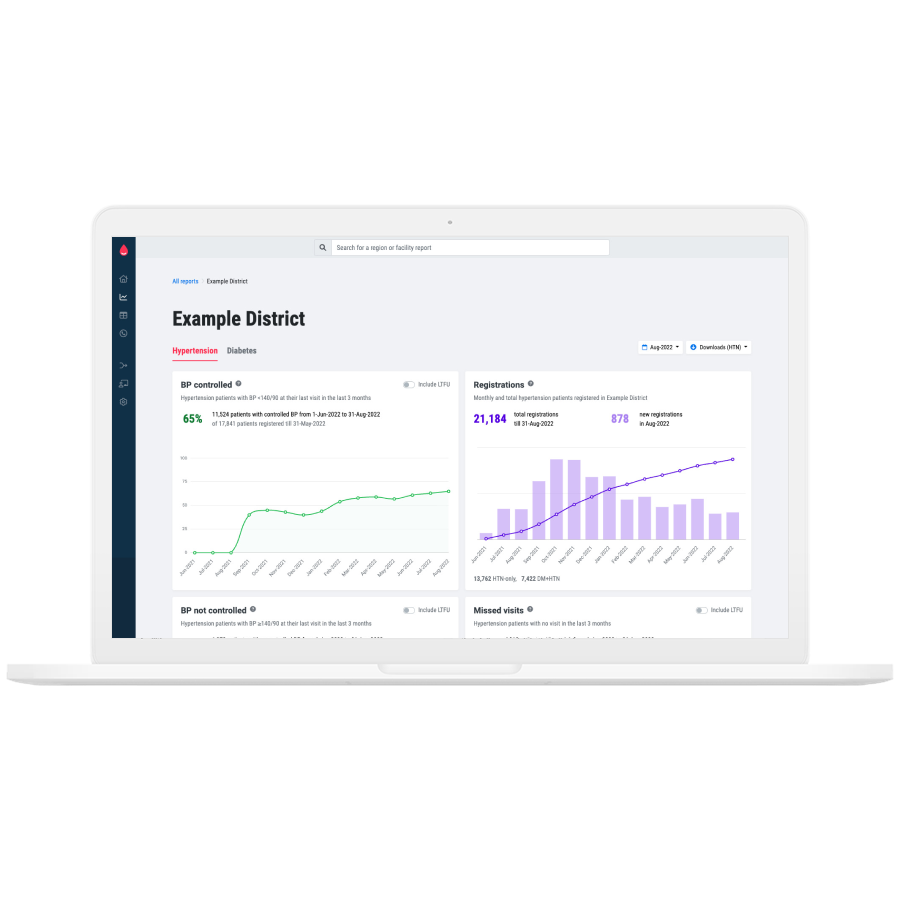 Search for a region or facility report
All reports Example District
Example District
Hypertension Diabetes
Aug-2022 Downloads (HTN)
BP controlled ? Include LTFU
Hypertension patients with BP <140/90 at their last visit in the last 3 months
65% 11,524 patients with controlled BP from 1-Jun-2022 to 31-Aug-2022
of 17,841 patients registered till 31-May-2022
100
75
50
25
0
Jun-2021 Jul-2021 Aug-2021 Sep-2021 Oct-2021 Nov-2021 Dec-2021 Jan-2022 Feb-2022 Mar-2022 Apr-2022 May-2022 Jun-2022 Jul-2022 Aug-2022
Registrations ?
Monthly and total hypertension patients registered in Example District
21,184 total registrations
till 31-Aug-2022
878 new registrations
in Aug-2022
Jun-2021 Jul-2021 Aug-2021 Sep-2021 Oct-2021 Nov-2021 Dec-2021 Jan-2022 Feb-2022 Mar-2022 Apr-2022 May-2022 Jun-2022 Jul-2022 Aug-2022
13,762 HTN-only, 7,422 DM+HTN
BP not controlled ? Include LTFU
Hypertension patients with BP ≥140/90 at their last visit in the last 3 months
Missed visits ? Include LTFU
Hypertension patients with no visit in the last 3 months